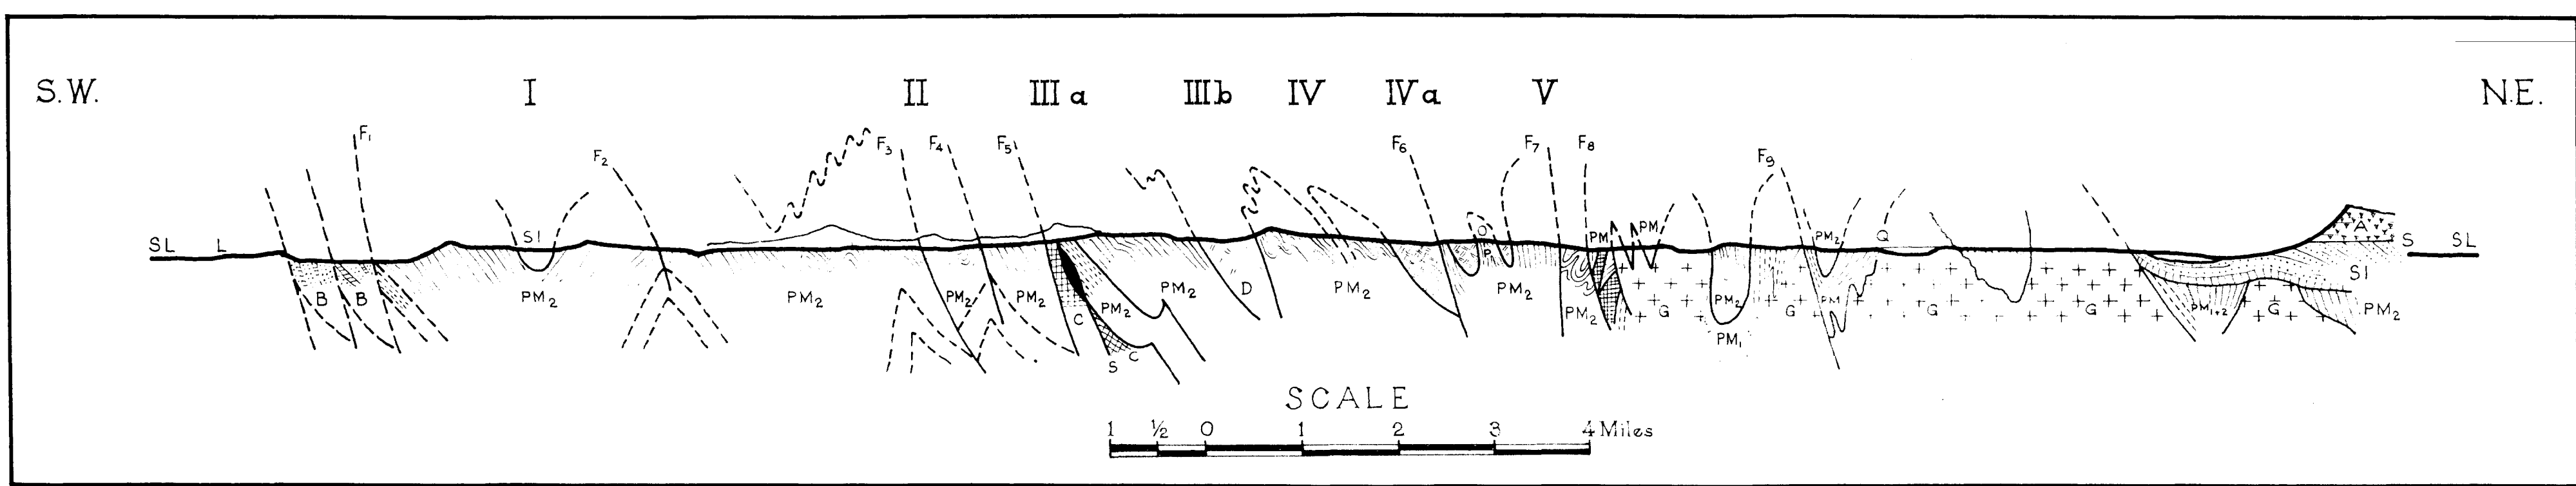 S.W. I II III a III b IV IV a V N.E.
F₁ F₂ F₃ F₄ F₅ F₆ F₇ F₈ F₉
SL L SI O PM PM PM₂ Q A S SL
P₁
B B PM₂ PM₂ PM₂ PM₂ PM₂ D PM₂ PM₂ PM₂ PM₂ PM SI
C PM₂ G G G G PM₁₊₂ G PM₂
C PM₁
S
SCALE
1 ½ 0 1 2 3 4 Miles